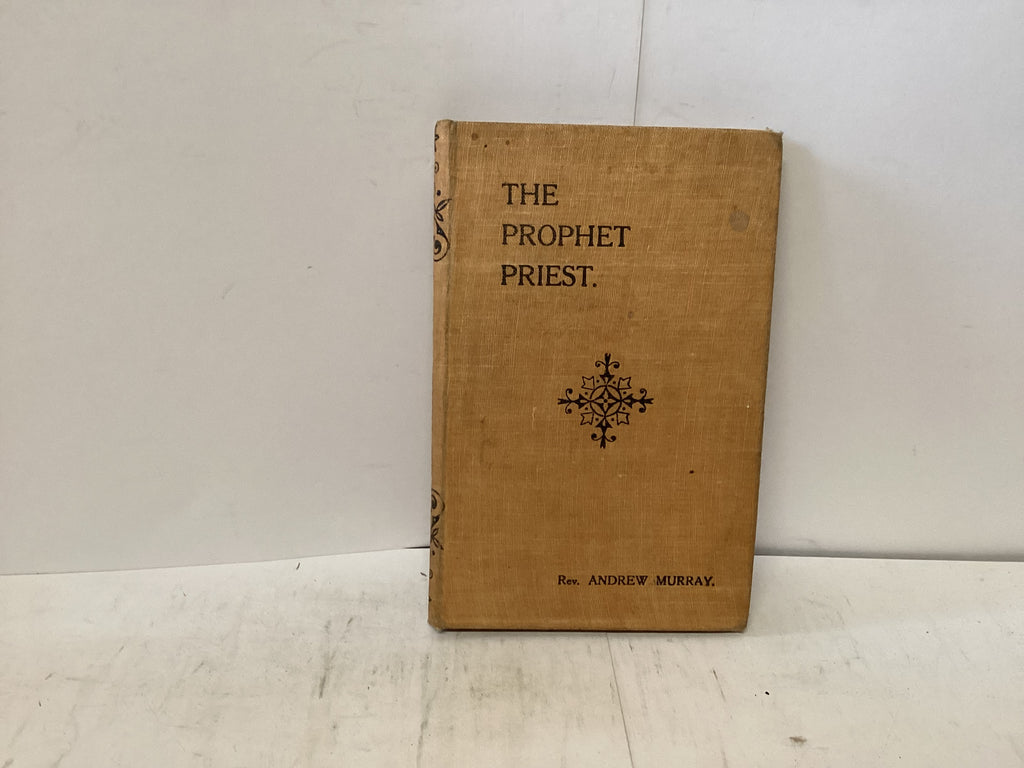 THE
PROPHET
PRIEST.
Rev. ANDREW MURRAY.